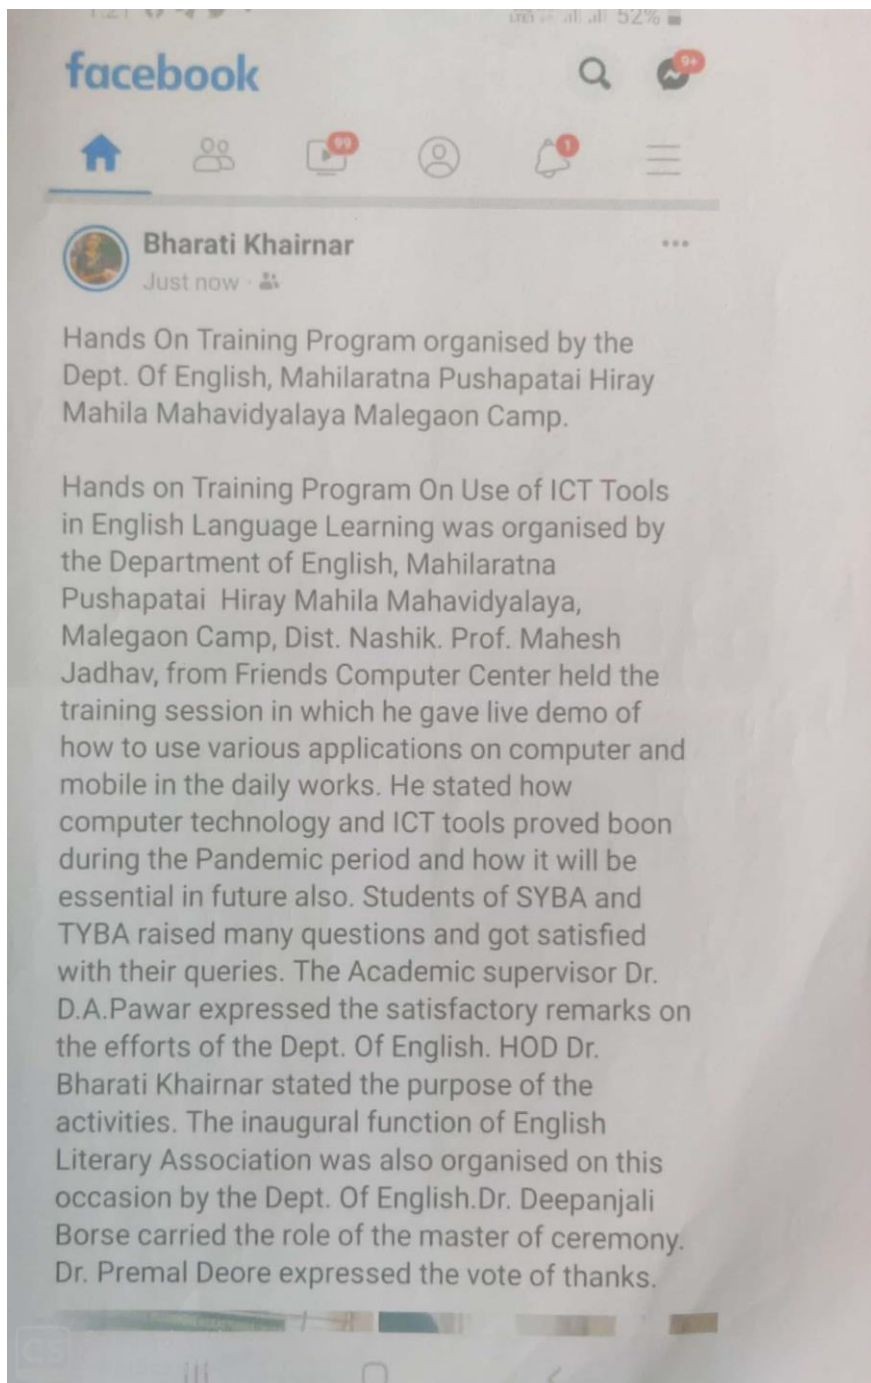 1:21 52%
facebook
9+
99
1
Bharati Khairnar
Just now
Hands On Training Program organised by the
Dept. Of English, Mahilaratna Pushapatai Hiray
Mahila Mahavidyalaya Malegaon Camp.
Hands on Training Program On Use of ICT Tools
in English Language Learning was organised by
the Department of English, Mahilaratna
Pushapatai Hiray Mahila Mahavidyalaya,
Malegaon Camp, Dist. Nashik. Prof. Mahesh
Jadhav, from Friends Computer Center held the
training session in which he gave live demo of
how to use various applications on computer and
mobile in the daily works. He stated how
computer technology and ICT tools proved boon
during the Pandemic period and how it will be
essential in future also. Students of SYBA and
TYBA raised many questions and got satisfied
with their queries. The Academic supervisor Dr.
D.A.Pawar expressed the satisfactory remarks on
the efforts of the Dept. Of English. HOD Dr.
Bharati Khairnar stated the purpose of the
activities. The inaugural function of English
Literary Association was also organised on this
occasion by the Dept. Of English.Dr. Deepanjali
Borse carried the role of the master of ceremony.
Dr. Premal Deore expressed the vote of thanks.
CS